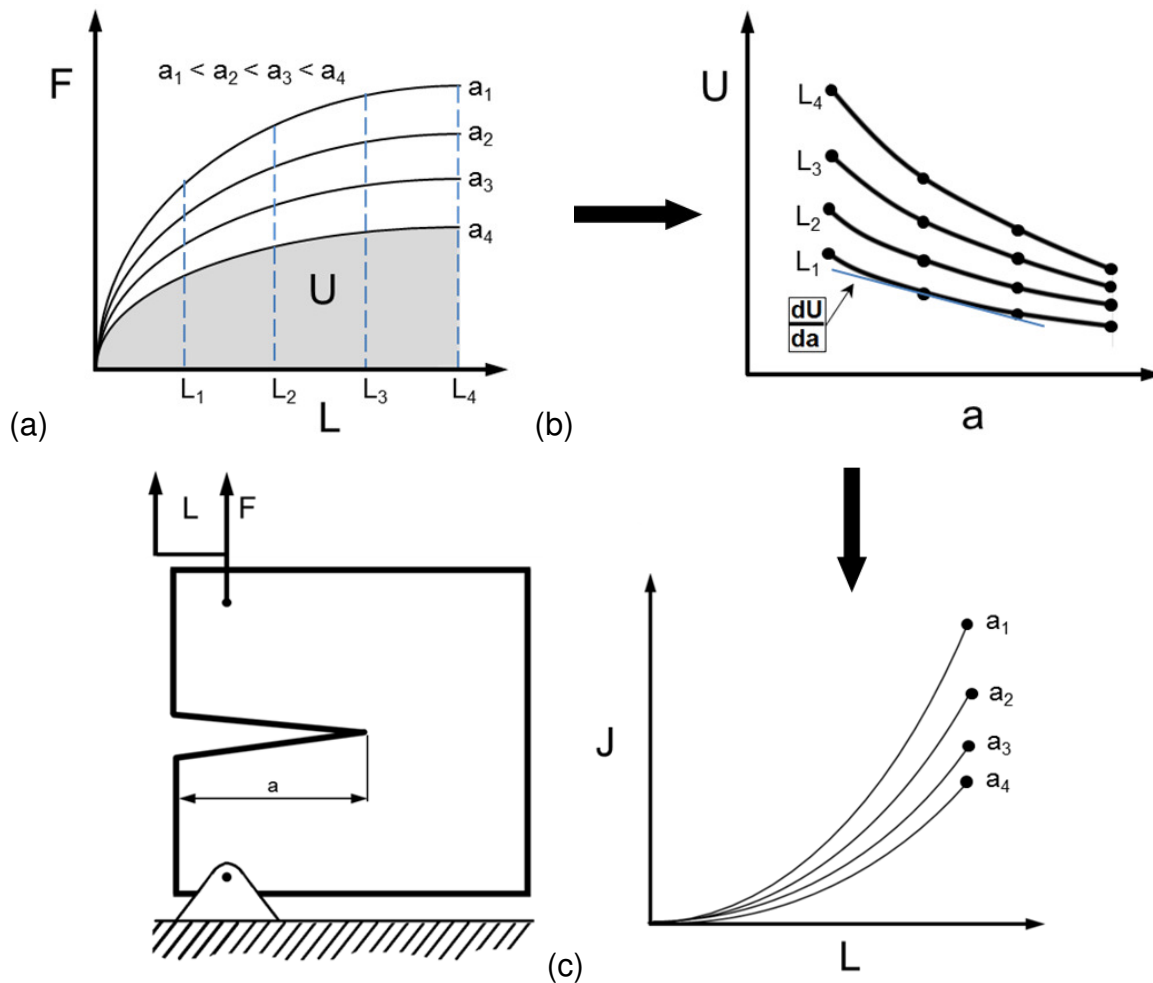 F
a₁ < a₂ < a₃ < a₄
a₁
a₂
a₃
a₄
U
L₁ L₂ L₃ L₄
L
(a)
U
L₄
L₃
L₂
L₁
dU
da
a
(b)
L F
a
J
a₁
a₂
a₃
a₄
L
(c)